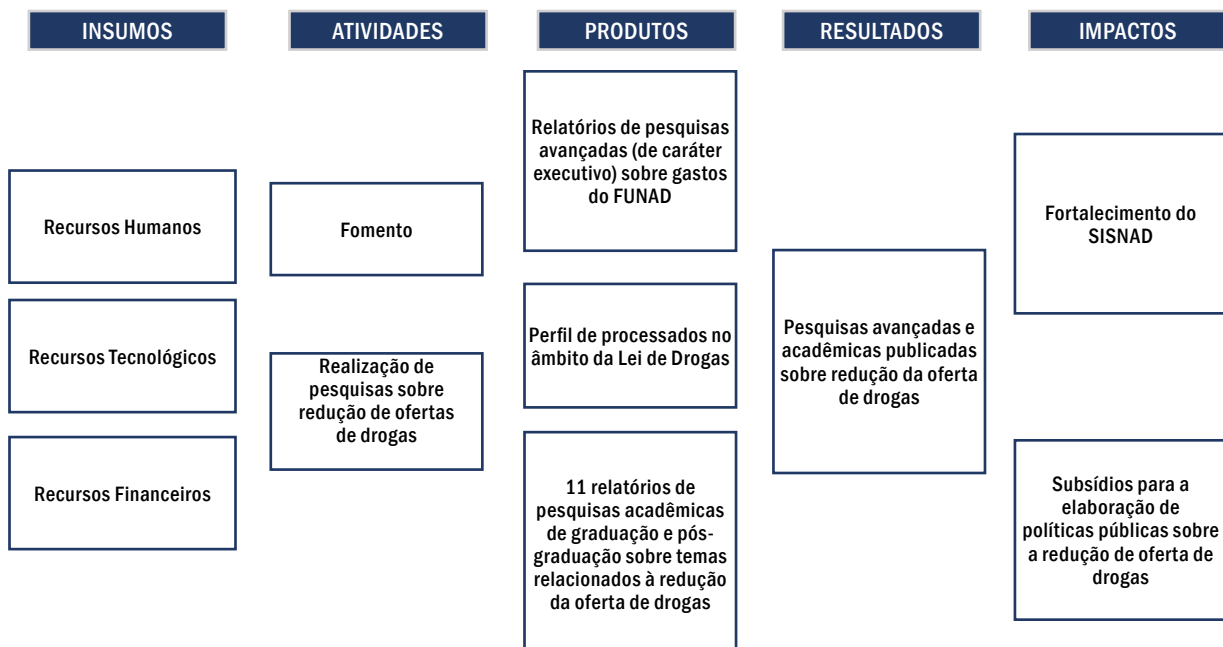 INSUMOS
ATIVIDADES
PRODUTOS
RESULTADOS
IMPACTOS
Recursos Humanos
Recursos Tecnológicos
Recursos Financeiros
Fomento
Realização de
pesquisas sobre
redução de ofertas
de drogas
Relatórios de pesquisas
avançadas (de caráter
executivo) sobre gastos
do FUNAD
Perfil de processados no
âmbito da Lei de Drogas
11 relatórios de
pesquisas acadêmicas
de graduação e pós-
graduação sobre temas
relacionados à redução
da oferta de drogas
Pesquisas avançadas e
acadêmicas publicadas
sobre redução da oferta
de drogas
Fortalecimento do
SISNAD
Subsídios para a
elaboração de
políticas públicas sobre
a redução de oferta de
drogas